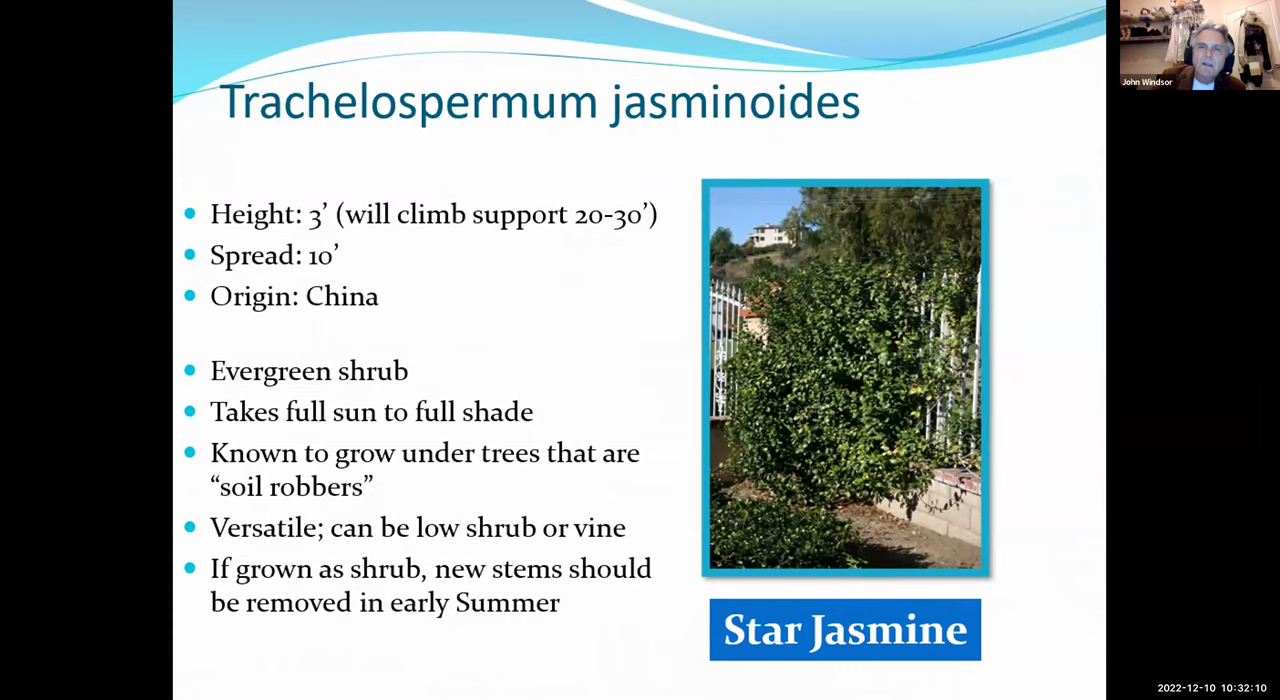 Trachelospermum jasminoides
John Windsor
Height: 3’ (will climb support 20-30’)
Spread: 10’
Origin: China
Evergreen shrub
Takes full sun to full shade
Known to grow under trees that are
“soil robbers”
Versatile; can be low shrub or vine
If grown as shrub, new stems should
be removed in early Summer
Star Jasmine
2022-12-10 10:32:10